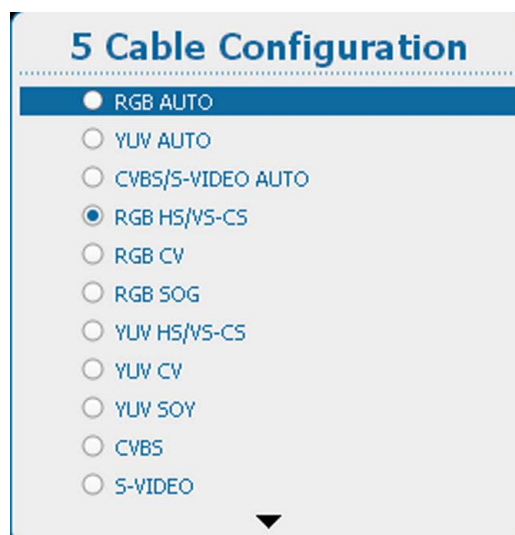 5 Cable Configuration
RGB AUTO
YUV AUTO
CVBS/S-VIDEO AUTO
RGB HS/VS-CS
RGB CV
RGB SOG
YUV HS/VS-CS
YUV CV
YUV SOY
CVBS
S-VIDEO